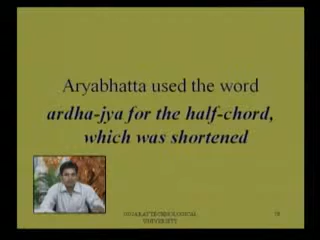 Aryabhatta used the word
ardha-jya for the half-chord,
which was shortened
GUJARAT TECHNOLOGICAL
UNIVERSITY